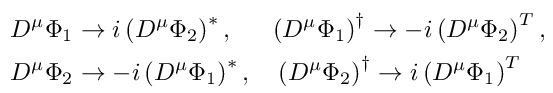 $D^{\mu}\Phi_1 \to i\left(D^{\mu}\Phi_2\right)^{*}, \quad \left(D^{\mu}\Phi_1\right)^{\dagger} \to -i\left(D^{\mu}\Phi_2\right)^{T},$
$D^{\mu}\Phi_2 \to -i\left(D^{\mu}\Phi_1\right)^{*}, \quad \left(D^{\mu}\Phi_2\right)^{\dagger} \to i\left(D^{\mu}\Phi_1\right)^{T}$